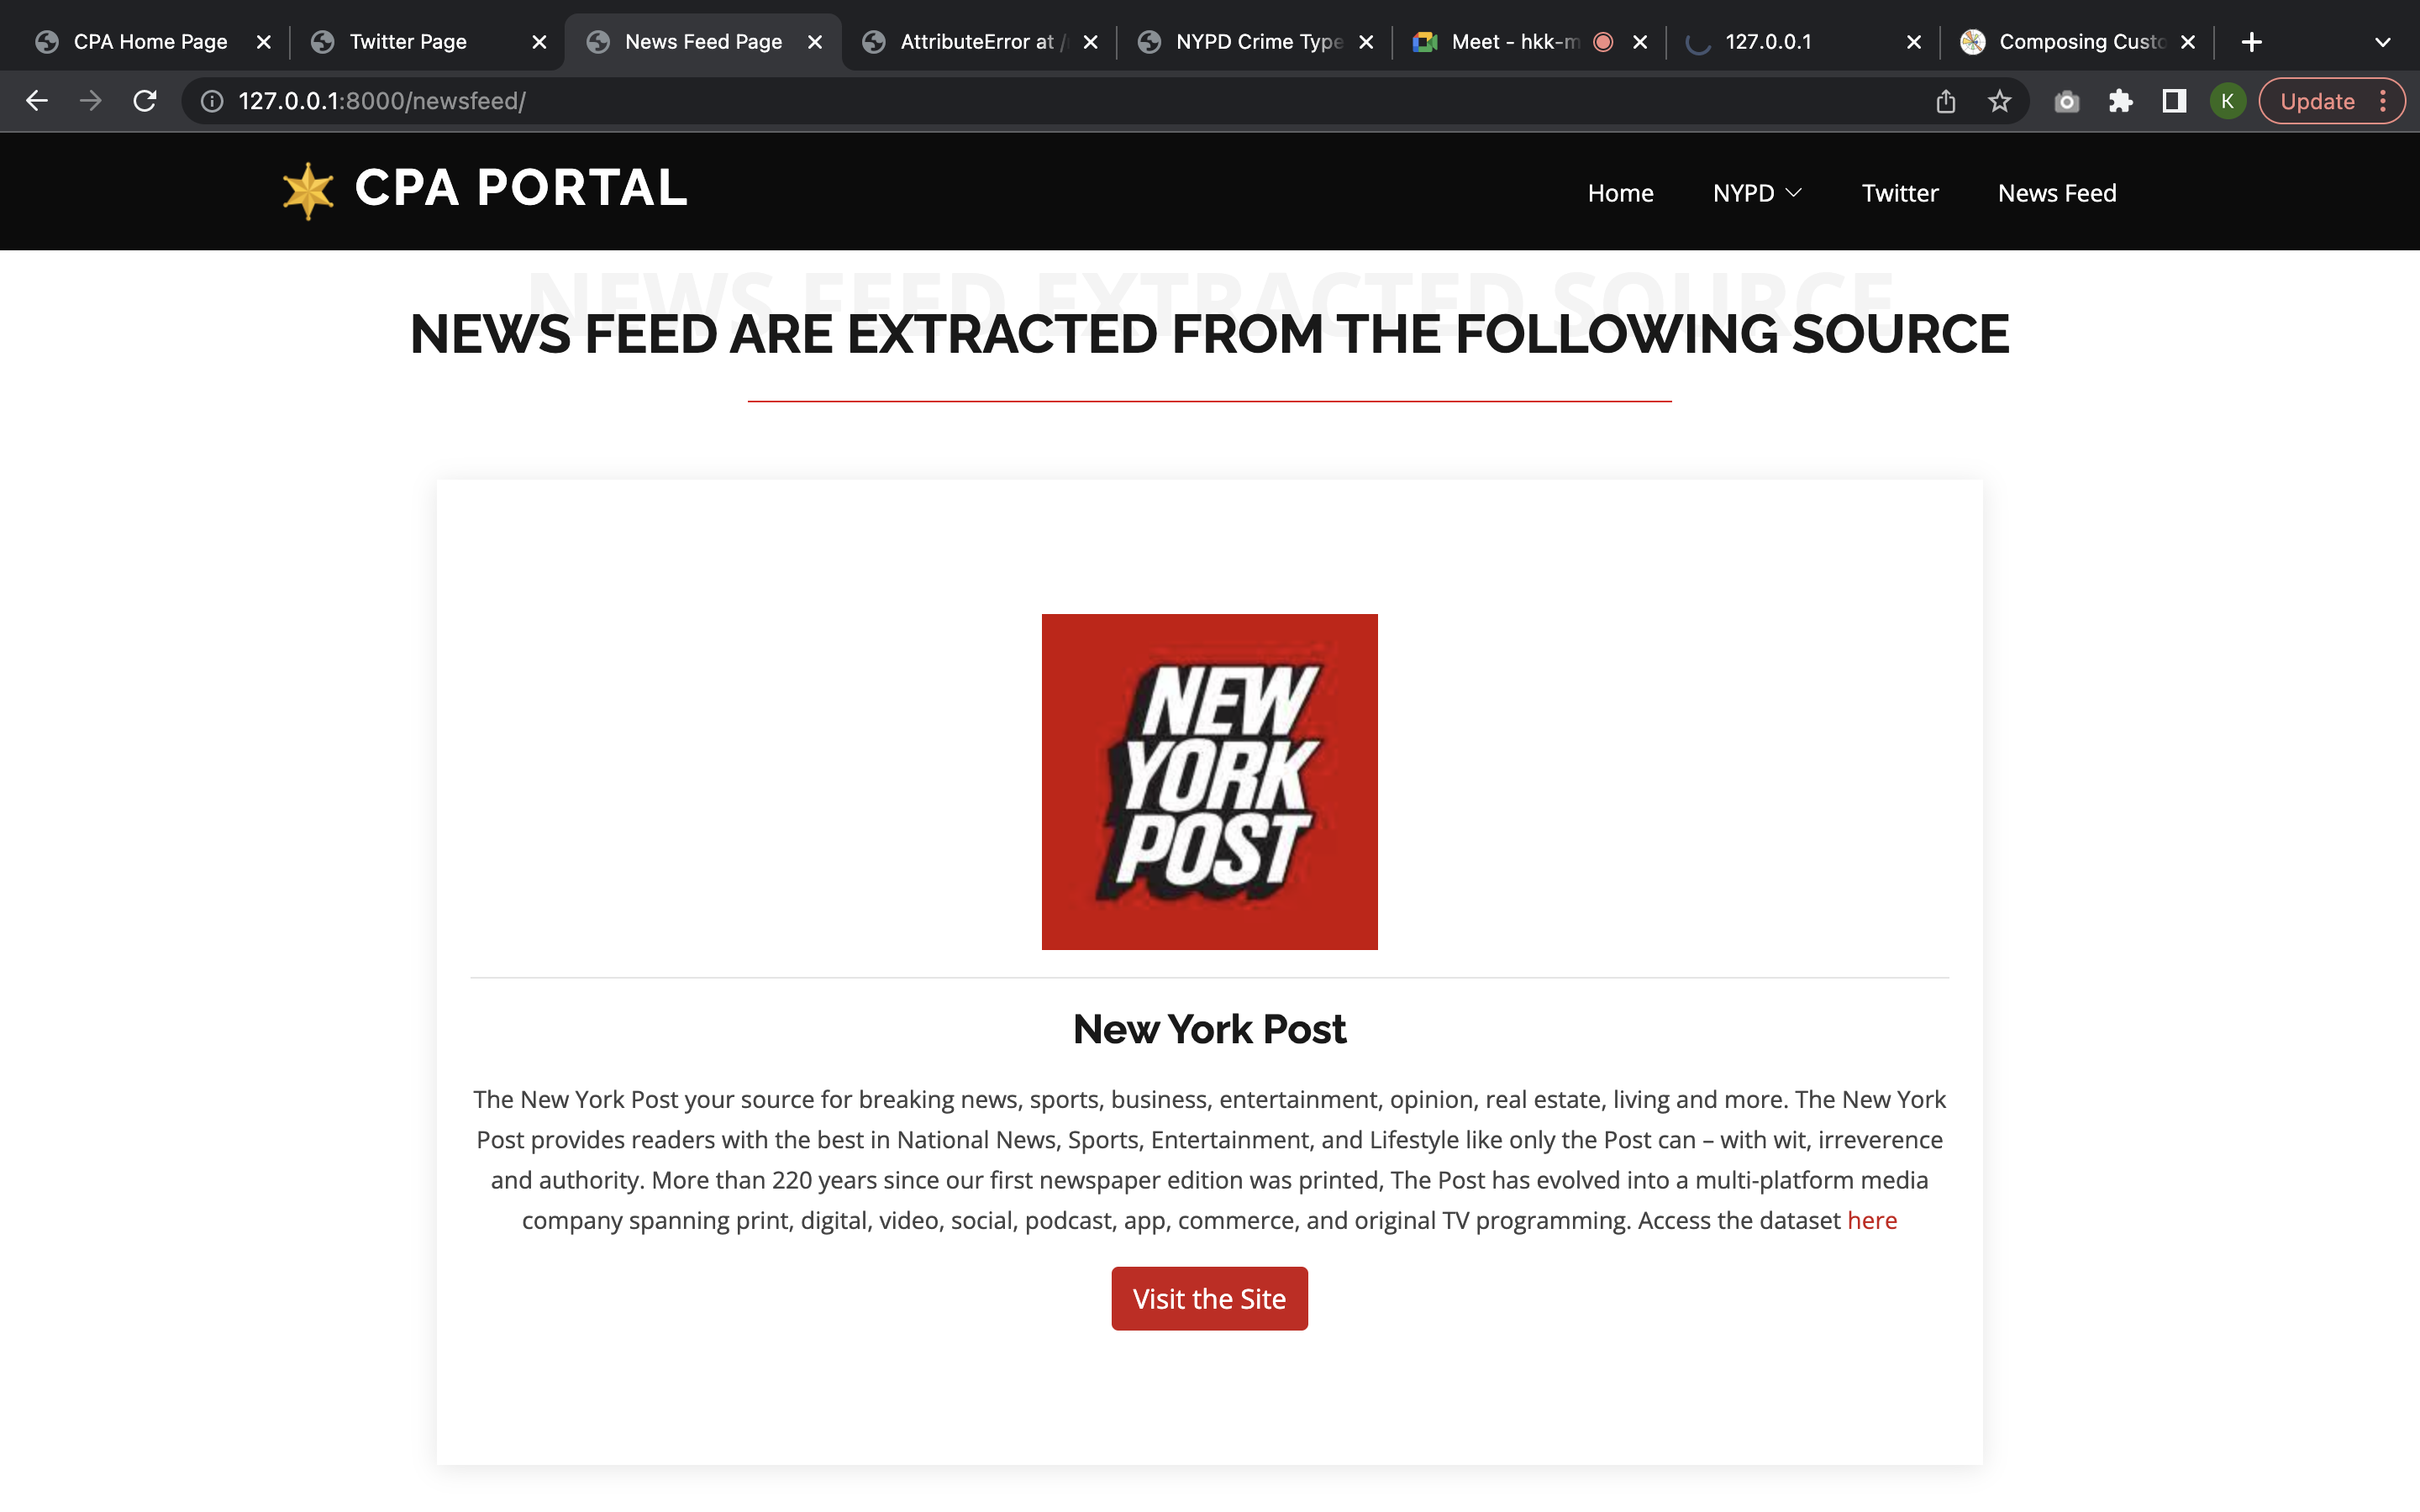 CPA Home Page
Twitter Page
News Feed Page
AttributeError at /
NYPD Crime Type
Meet - hkk-m
127.0.0.1
Composing Custo
127.0.0.1:8000/newsfeed/
K
Update
CPA PORTAL
Home
NYPD
Twitter
News Feed
NEWS FEED EXTRACTED SOURCE
NEWS FEED ARE EXTRACTED FROM THE FOLLOWING SOURCE
NEW
YORK
POST
New York Post
The New York Post your source for breaking news, sports, business, entertainment, opinion, real estate, living and more. The New York
Post provides readers with the best in National News, Sports, Entertainment, and Lifestyle like only the Post can – with wit, irreverence
and authority. More than 220 years since our first newspaper edition was printed, The Post has evolved into a multi-platform media
company spanning print, digital, video, social, podcast, app, commerce, and original TV programming. Access the dataset here
Visit the Site